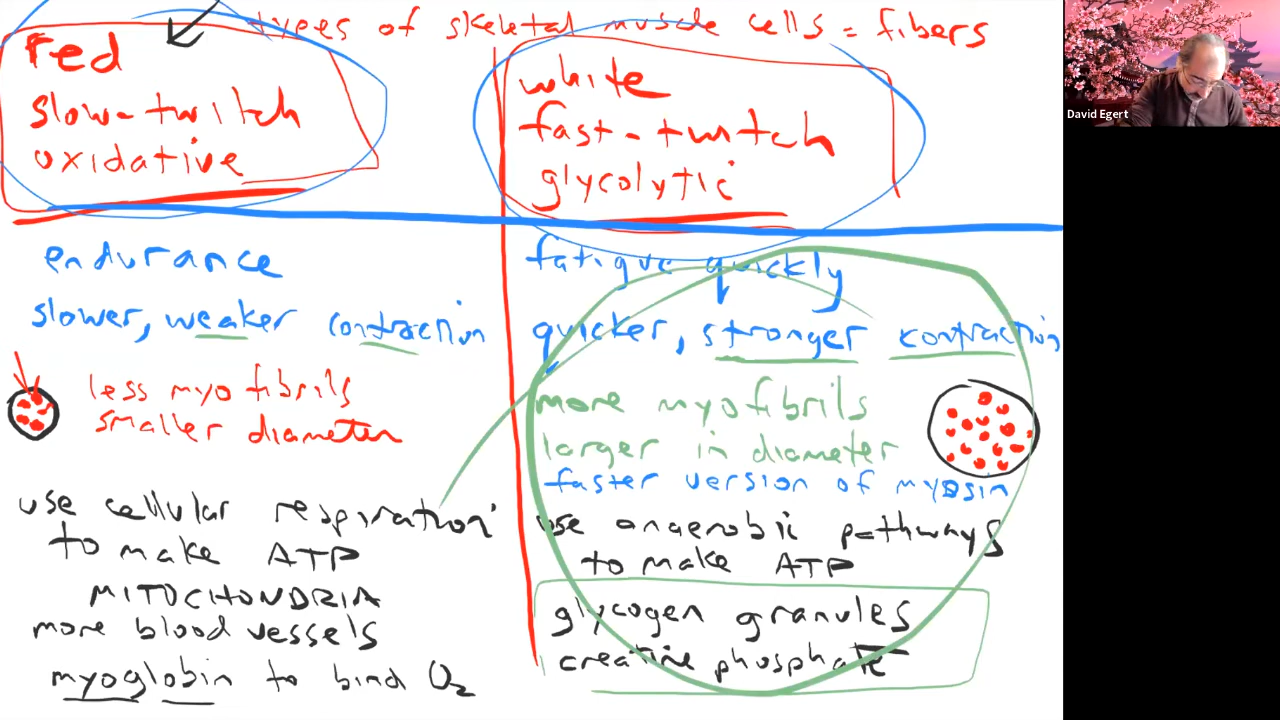 types of skeletal muscle cells = fibers
red
slow-twitch
oxidative
endurance
slower, weaker contraction
less myofibrils
smaller diameter
use cellular respiration
to make ATP
MITOCHONDRIA
more blood vessels
myoglobin to bind O2
white
fast-twitch
glycolytic
fatigue quickly
quicker, stronger contraction
more myofibrils
larger in diameter
faster version of myosin
use anaerobic pathways
to make ATP
glycogen granules
creatine phosphate
David Egert